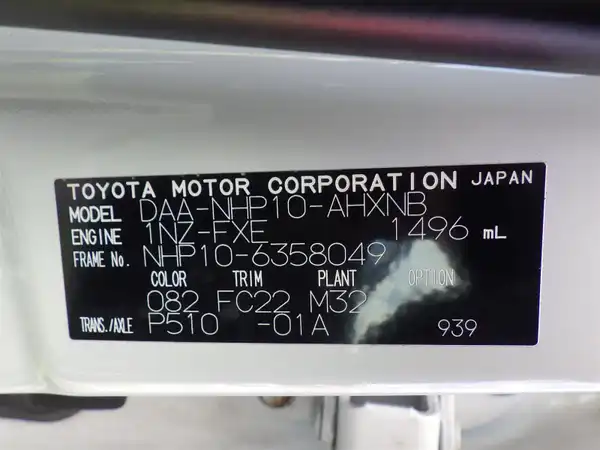 TOYOTA MOTOR CORPORATION JAPAN
MODEL DAA-NHP10-AHXNB
ENGINE 1NZ-FXE 1496 mL
FRAME No. NHP10-6358049
COLOR TRIM PLANT OPTION
082 FC22 M32
TRANS./AXLE P510 -01A 939